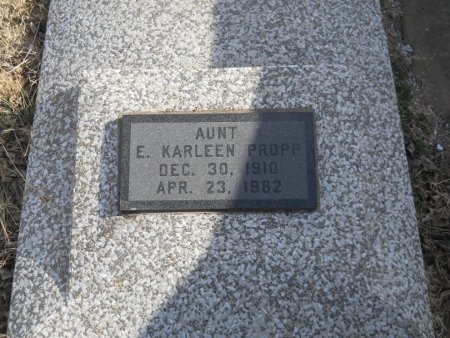 AUNT
E. KARLEEN PROPP
DEC. 30, 1910
APR. 23, 1982